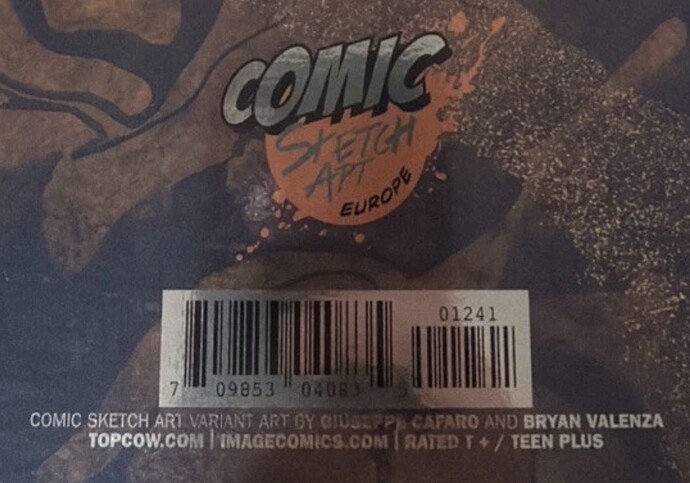 COMIC
SKETCH
ART
EUROPE
01241
7 09853 04083 5
COMIC SKETCH ART VARIANT ART BY GIUSEPPE CAFARO AND BRYAN VALENZA
TOPCOW.COM | IMAGECOMICS.COM | RATED T + / TEEN PLUS